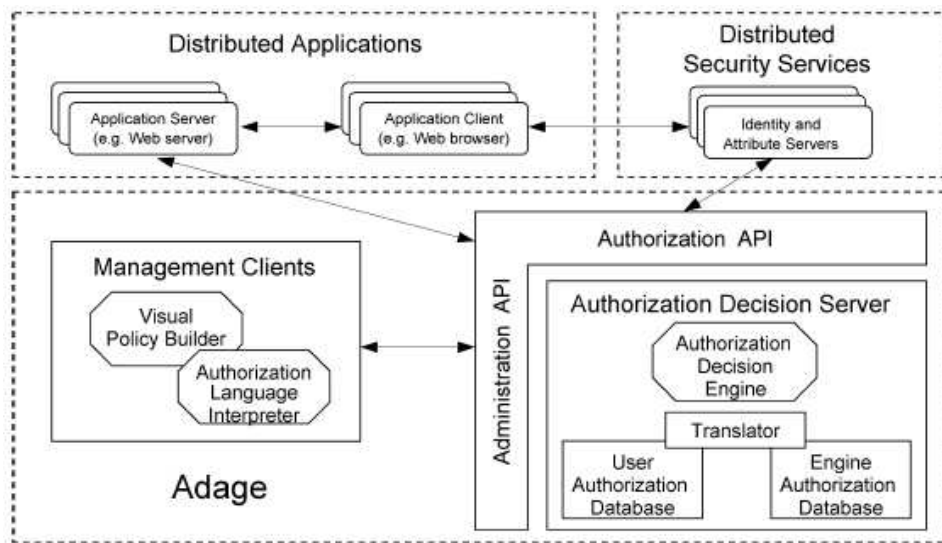 Distributed Applications
Application Server
(e.g. Web server)
Application Client
(e.g. Web browser)
Distributed
Security Services
Identity and
Attribute Servers
Authorization API
Administration API
Management Clients
Visual
Policy Builder
Authorization
Language
Interpreter
Adage
Authorization Decision Server
Authorization
Decision
Engine
Translator
User
Authorization
Database
Engine
Authorization
Database